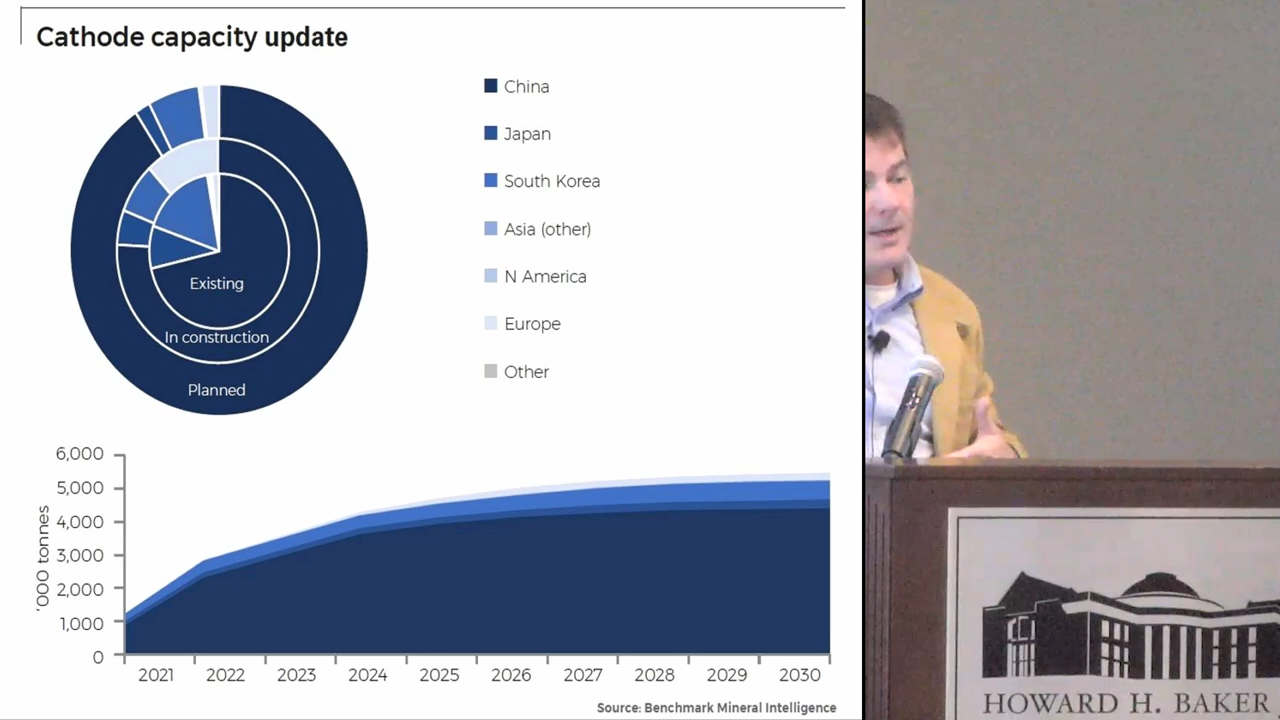 Cathode capacity update
China
Japan
South Korea
Asia (other)
N America
Europe
Other
Existing
In construction
Planned
6,000
5,000
4,000
3,000
2,000
1,000
0
'000 tonnes
2021 2022 2023 2024 2025 2026 2027 2028 2029 2030
Source: Benchmark Mineral Intelligence
HOWARD H. BAKER